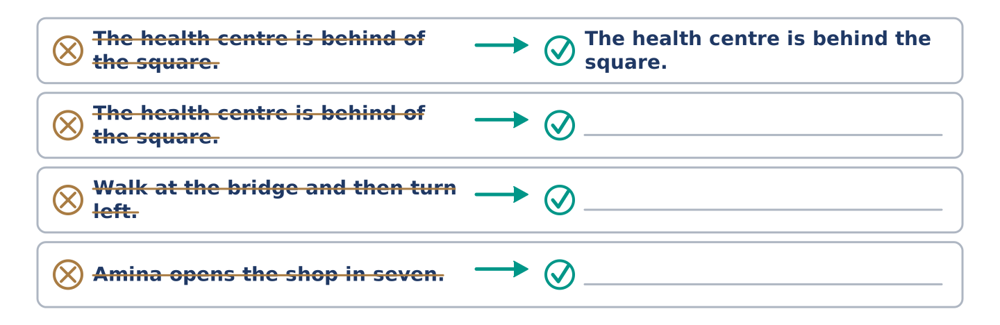 The health centre is behind of
the square.
The health centre is behind the
square.
The health centre is behind of
the square.
Walk at the bridge and then turn
left.
Amina opens the shop in seven.